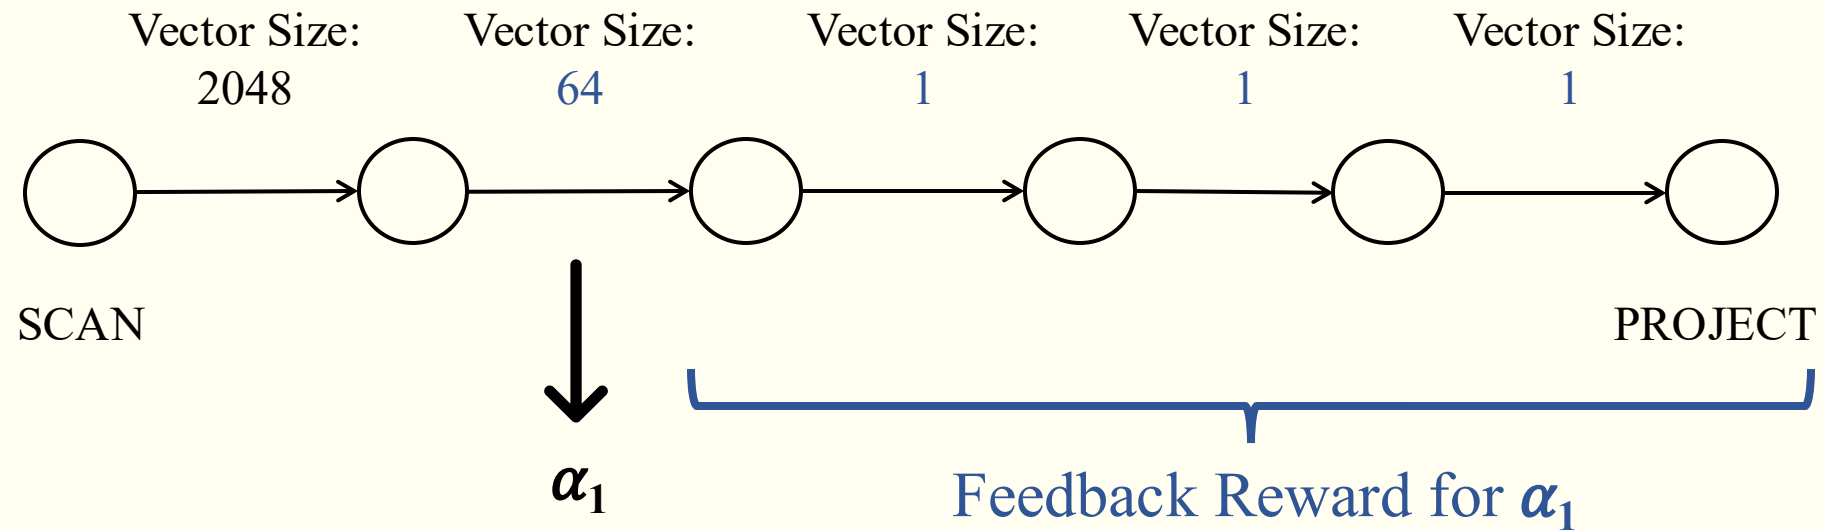 Vector Size:
2048
Vector Size:
64
Vector Size:
1
Vector Size:
1
Vector Size:
1
SCAN
PROJECT
α₁
Feedback Reward for α₁